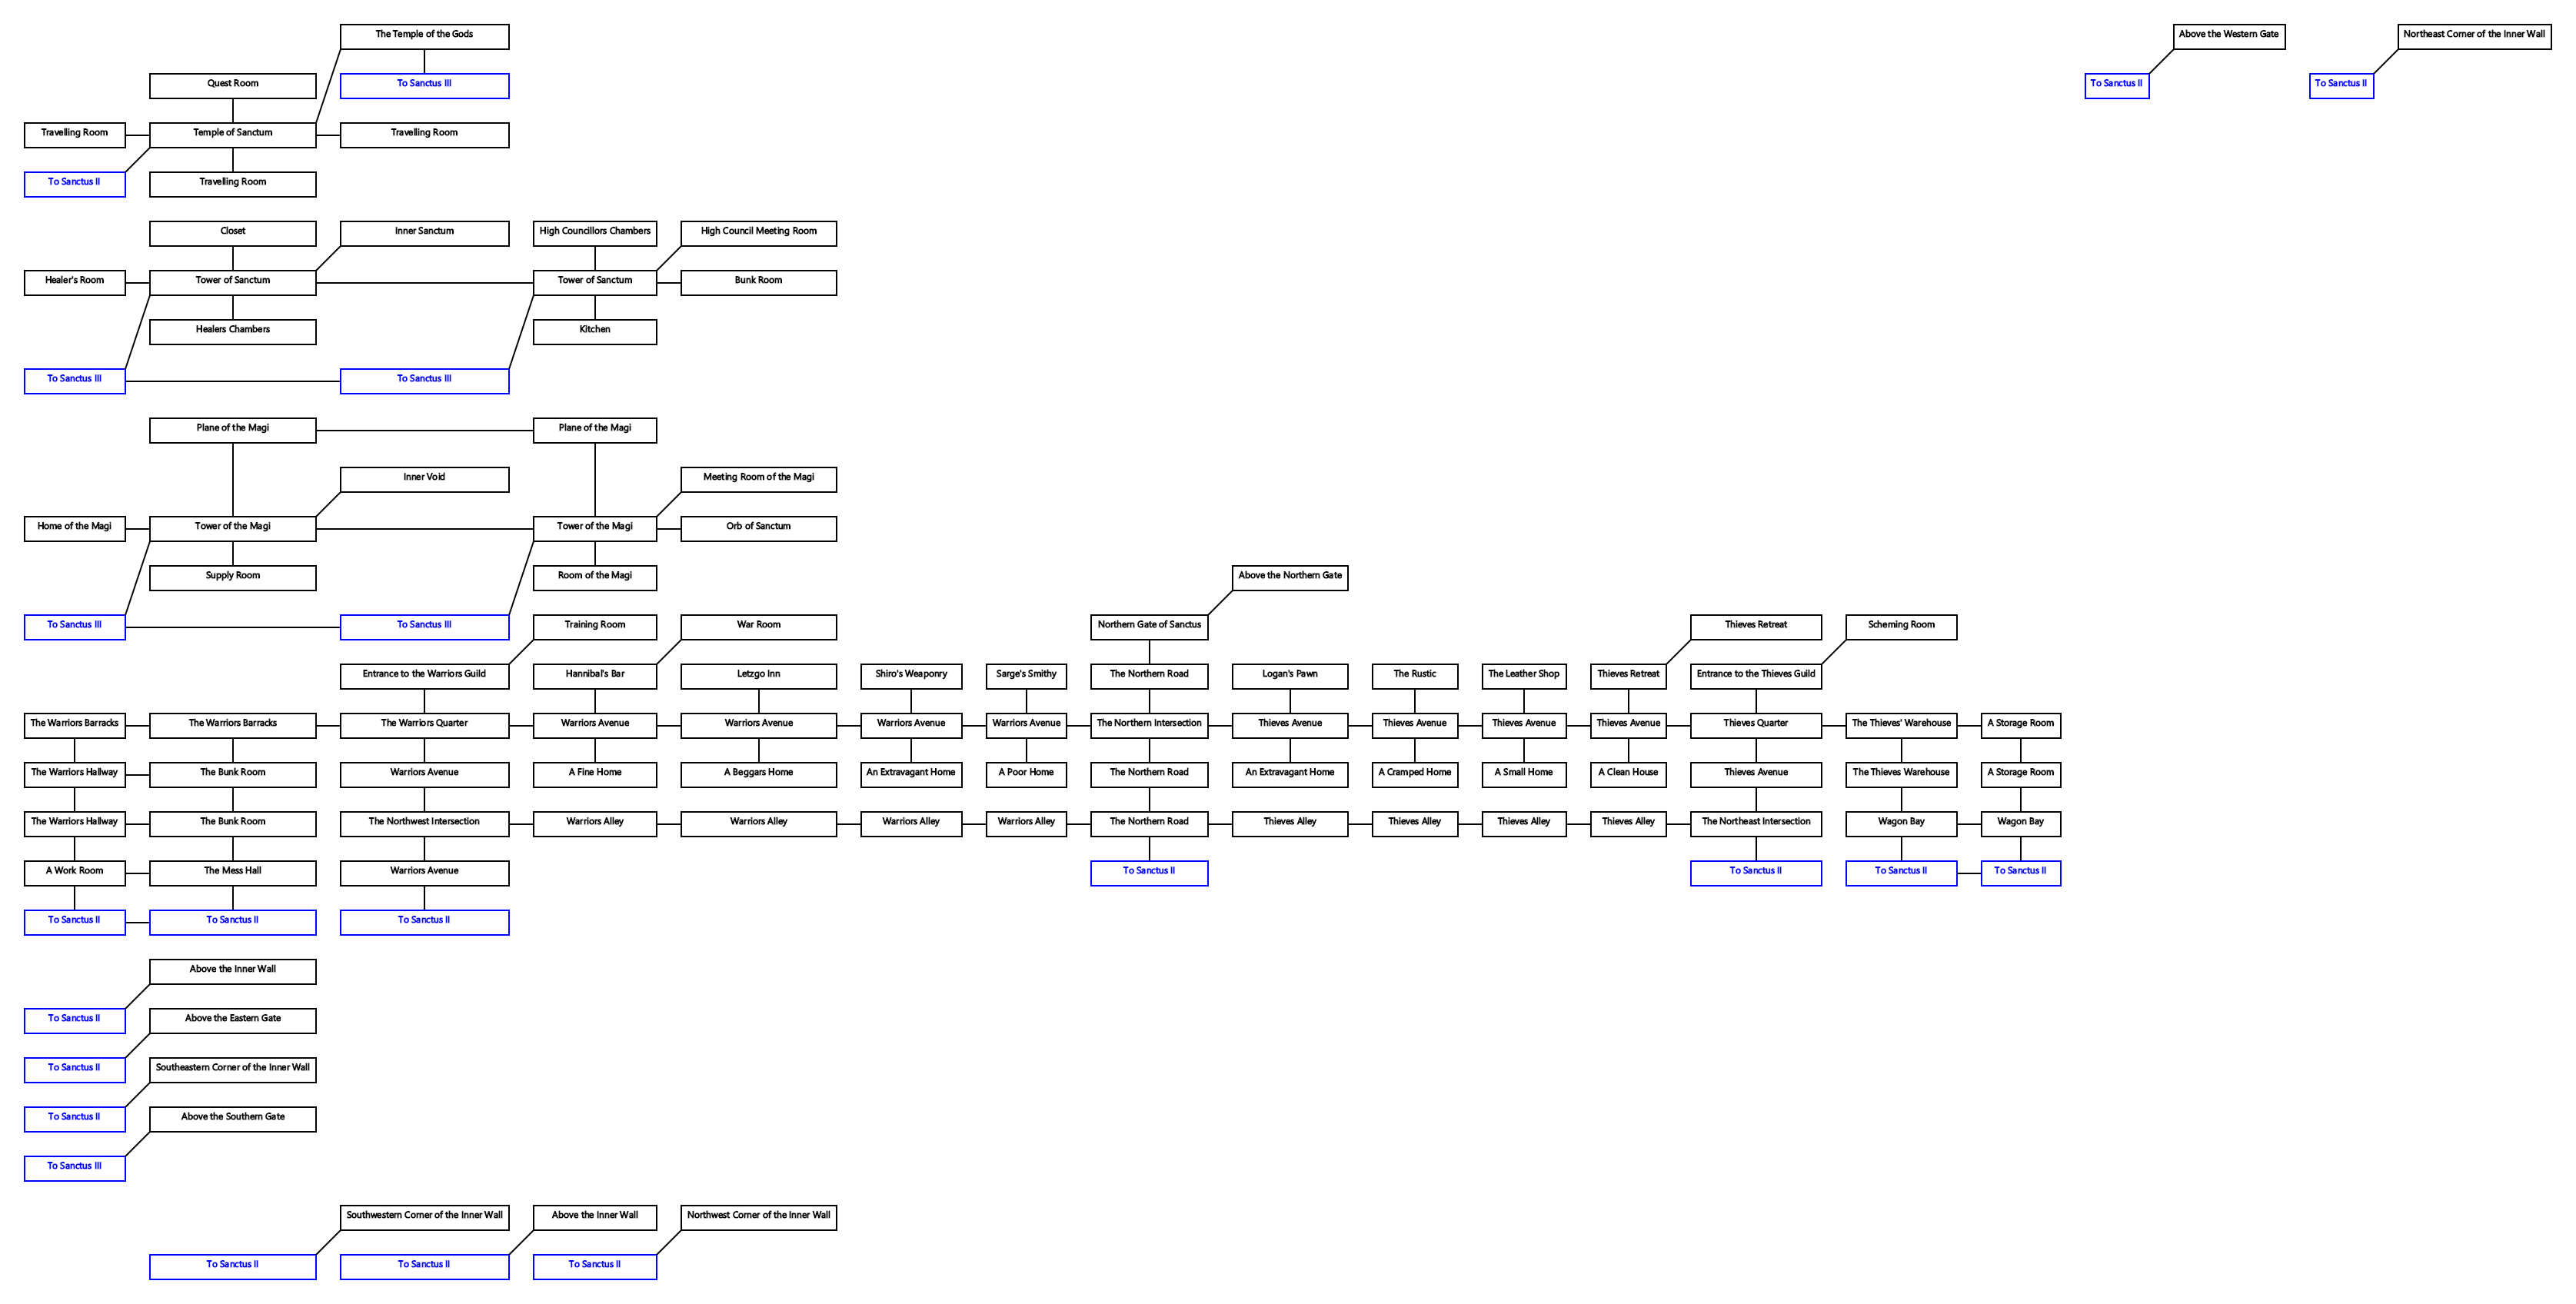 The Temple of the Gods
Above the Western Gate
Northeast Corner of the Inner Wall
Quest Room
To Sanctus III
To Sanctus II
To Sanctus II
Travelling Room
Temple of Sanctum
Travelling Room
To Sanctus II
Travelling Room
Closet
Inner Sanctum
High Councillors Chambers
High Council Meeting Room
Healer's Room
Tower of Sanctum
Tower of Sanctum
Bunk Room
Healers Chambers
Kitchen
To Sanctus III
To Sanctus III
Plane of the Magi
Plane of the Magi
Inner Void
Meeting Room of the Magi
Home of the Magi
Tower of the Magi
Tower of the Magi
Orb of Sanctum
Supply Room
Room of the Magi
Above the Northern Gate
To Sanctus III
To Sanctus III
Training Room
War Room
Northern Gate of Sanctus
Thieves Retreat
Scheming Room
Entrance to the Warriors Guild
Hannibal's Bar
Letzgo Inn
Shiro's Weaponry
Sarge's Smithy
The Northern Road
Logan's Pawn
The Rustic
The Leather Shop
Thieves Retreat
Entrance to the Thieves Guild
The Warriors Barracks
The Warriors Barracks
The Warriors Quarter
Warriors Avenue
Warriors Avenue
Warriors Avenue
Warriors Avenue
The Northern Intersection
Thieves Avenue
Thieves Avenue
Thieves Avenue
Thieves Avenue
Thieves Quarter
The Thieves' Warehouse
A Storage Room
The Warriors Hallway
The Bunk Room
Warriors Avenue
A Fine Home
A Beggars Home
An Extravagant Home
A Poor Home
The Northern Road
An Extravagant Home
A Cramped Home
A Small Home
A Clean House
Thieves Avenue
The Thieves Warehouse
A Storage Room
The Warriors Hallway
The Bunk Room
The Northwest Intersection
Warriors Alley
Warriors Alley
Warriors Alley
Warriors Alley
The Northern Road
Thieves Alley
Thieves Alley
Thieves Alley
Thieves Alley
The Northeast Intersection
Wagon Bay
Wagon Bay
A Work Room
The Mess Hall
Warriors Avenue
To Sanctus II
To Sanctus II
To Sanctus II
To Sanctus II
To Sanctus II
To Sanctus II
To Sanctus II
Above the Inner Wall
To Sanctus II
Above the Eastern Gate
To Sanctus II
Southeastern Corner of the Inner Wall
To Sanctus II
Above the Southern Gate
To Sanctus III
Southwestern Corner of the Inner Wall
Above the Inner Wall
Northwest Corner of the Inner Wall
To Sanctus II
To Sanctus II
To Sanctus II